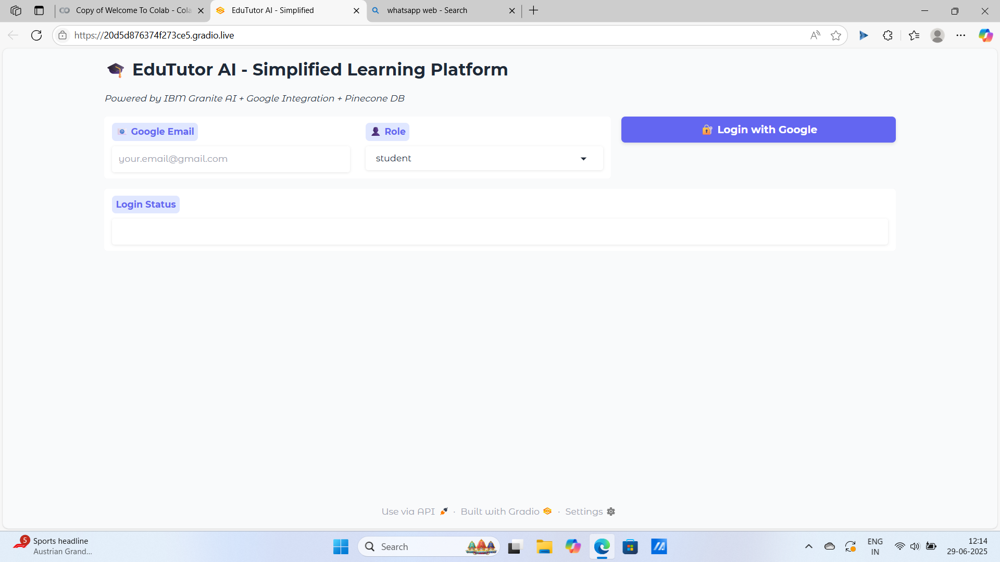 Copy of Welcome To Colab - Cola
EduTutor AI - Simplified
whatsapp web - Search
https://20d5d876374f273ce5.gradio.live
EduTutor AI - Simplified Learning Platform
Powered by IBM Granite AI + Google Integration + Pinecone DB
Google Email
Role
Login with Google
your.email@gmail.com
student
Login Status
Use via API · Built with Gradio · Settings
5
Sports headline
Austrian Grand...
Search
ENG
IN
12:14
29-06-2025